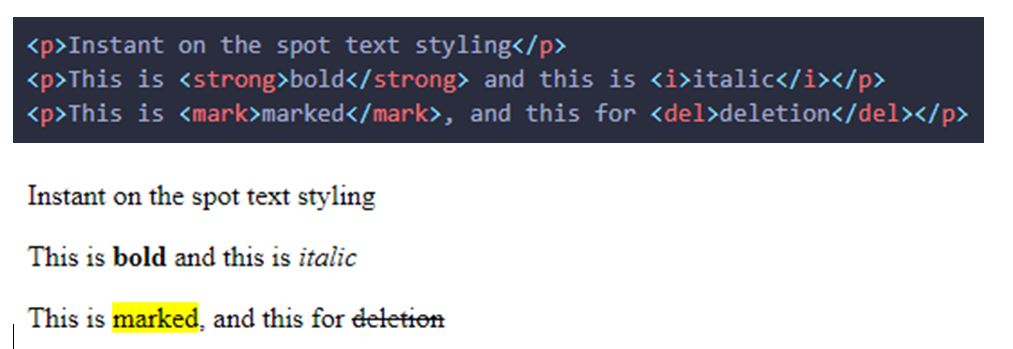 <p>Instant on the spot text styling</p>
<p>This is <strong>bold</strong> and this is <i>italic</i></p>
<p>This is <mark>marked</mark>, and this for <del>deletion</del></p>
Instant on the spot text styling
This is bold and this is italic
This is marked, and this for deletion